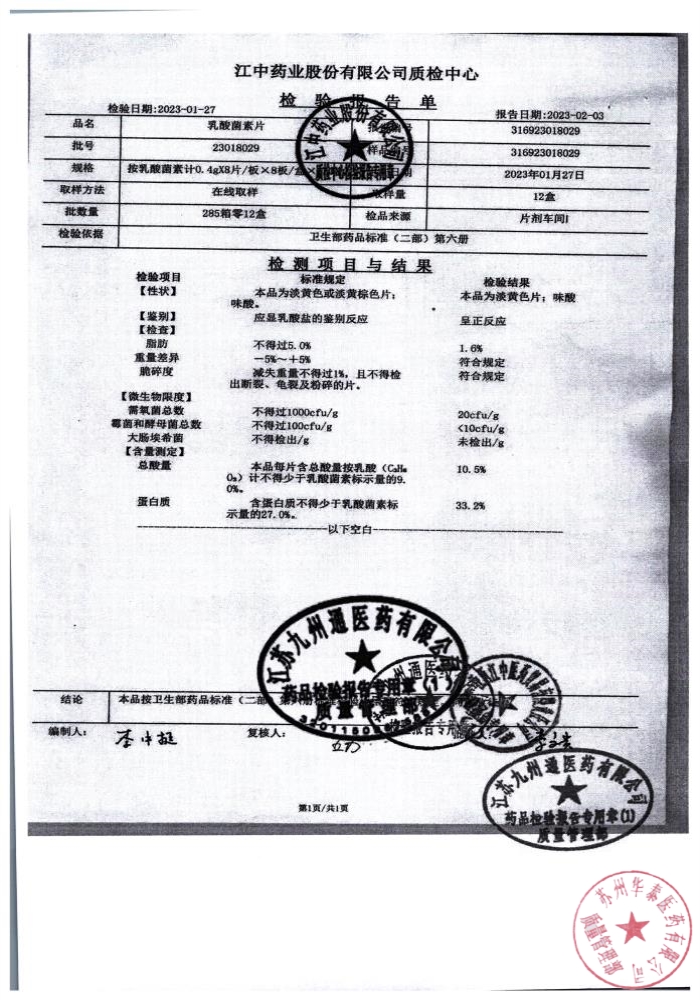 江中药业股份有限公司质检中心
检验报告单
检验日期:2023-01-27 报告日期:2023-02-03
品名 乳酸菌素片 316923018029
批号 23018029 样品 316923018029
规格 按乳酸菌素计0.4gX8片/板×8板/盒 2023年01月27日
取样方法 在线取样 取样量 12盒
批数量 285箱零12盒 检品来源 片剂车间I
检验依据 卫生部药品标准（二部）第六册
检测项目与结果
检验项目 标准规定 检验结果
【性状】 本品为淡黄色或淡黄棕色片；味酸。 本品为淡黄色片；味酸
【鉴别】 应显乳酸盐的鉴别反应 呈正反应
【检查】
脂肪 不得过5.0% 1.6%
重量差异 -5%～+5% 符合规定
脆碎度 减失重量不得过1%，且不得检 符合规定
出断裂、龟裂及粉碎的片。
【微生物限度】
需氧菌总数 不得过1000cfu/g 20cfu/g
霉菌和酵母菌总数 不得过100cfu/g <10cfu/g
大肠埃希菌 不得检出/g 未检出/g
【含量测定】
总酸量 本品每片含总酸量按乳酸（C₃H₆ 10.5%
O₃）计不得少于乳酸菌素标示量的9.
0%。
蛋白质 含蛋白质不得少于乳酸菌素标 33.2%
示量的27.0%。
以下空白
江苏九州通医药有限公司
药品检验报告专用章(1)
质量管理部
结论 本品按卫生部药品标准（二部
编制人： 复核人：
江苏九州通医药有限公司
药品检验报告专用章(1)
质量管理部
第1页/共1页
苏州华泰医药有限公司